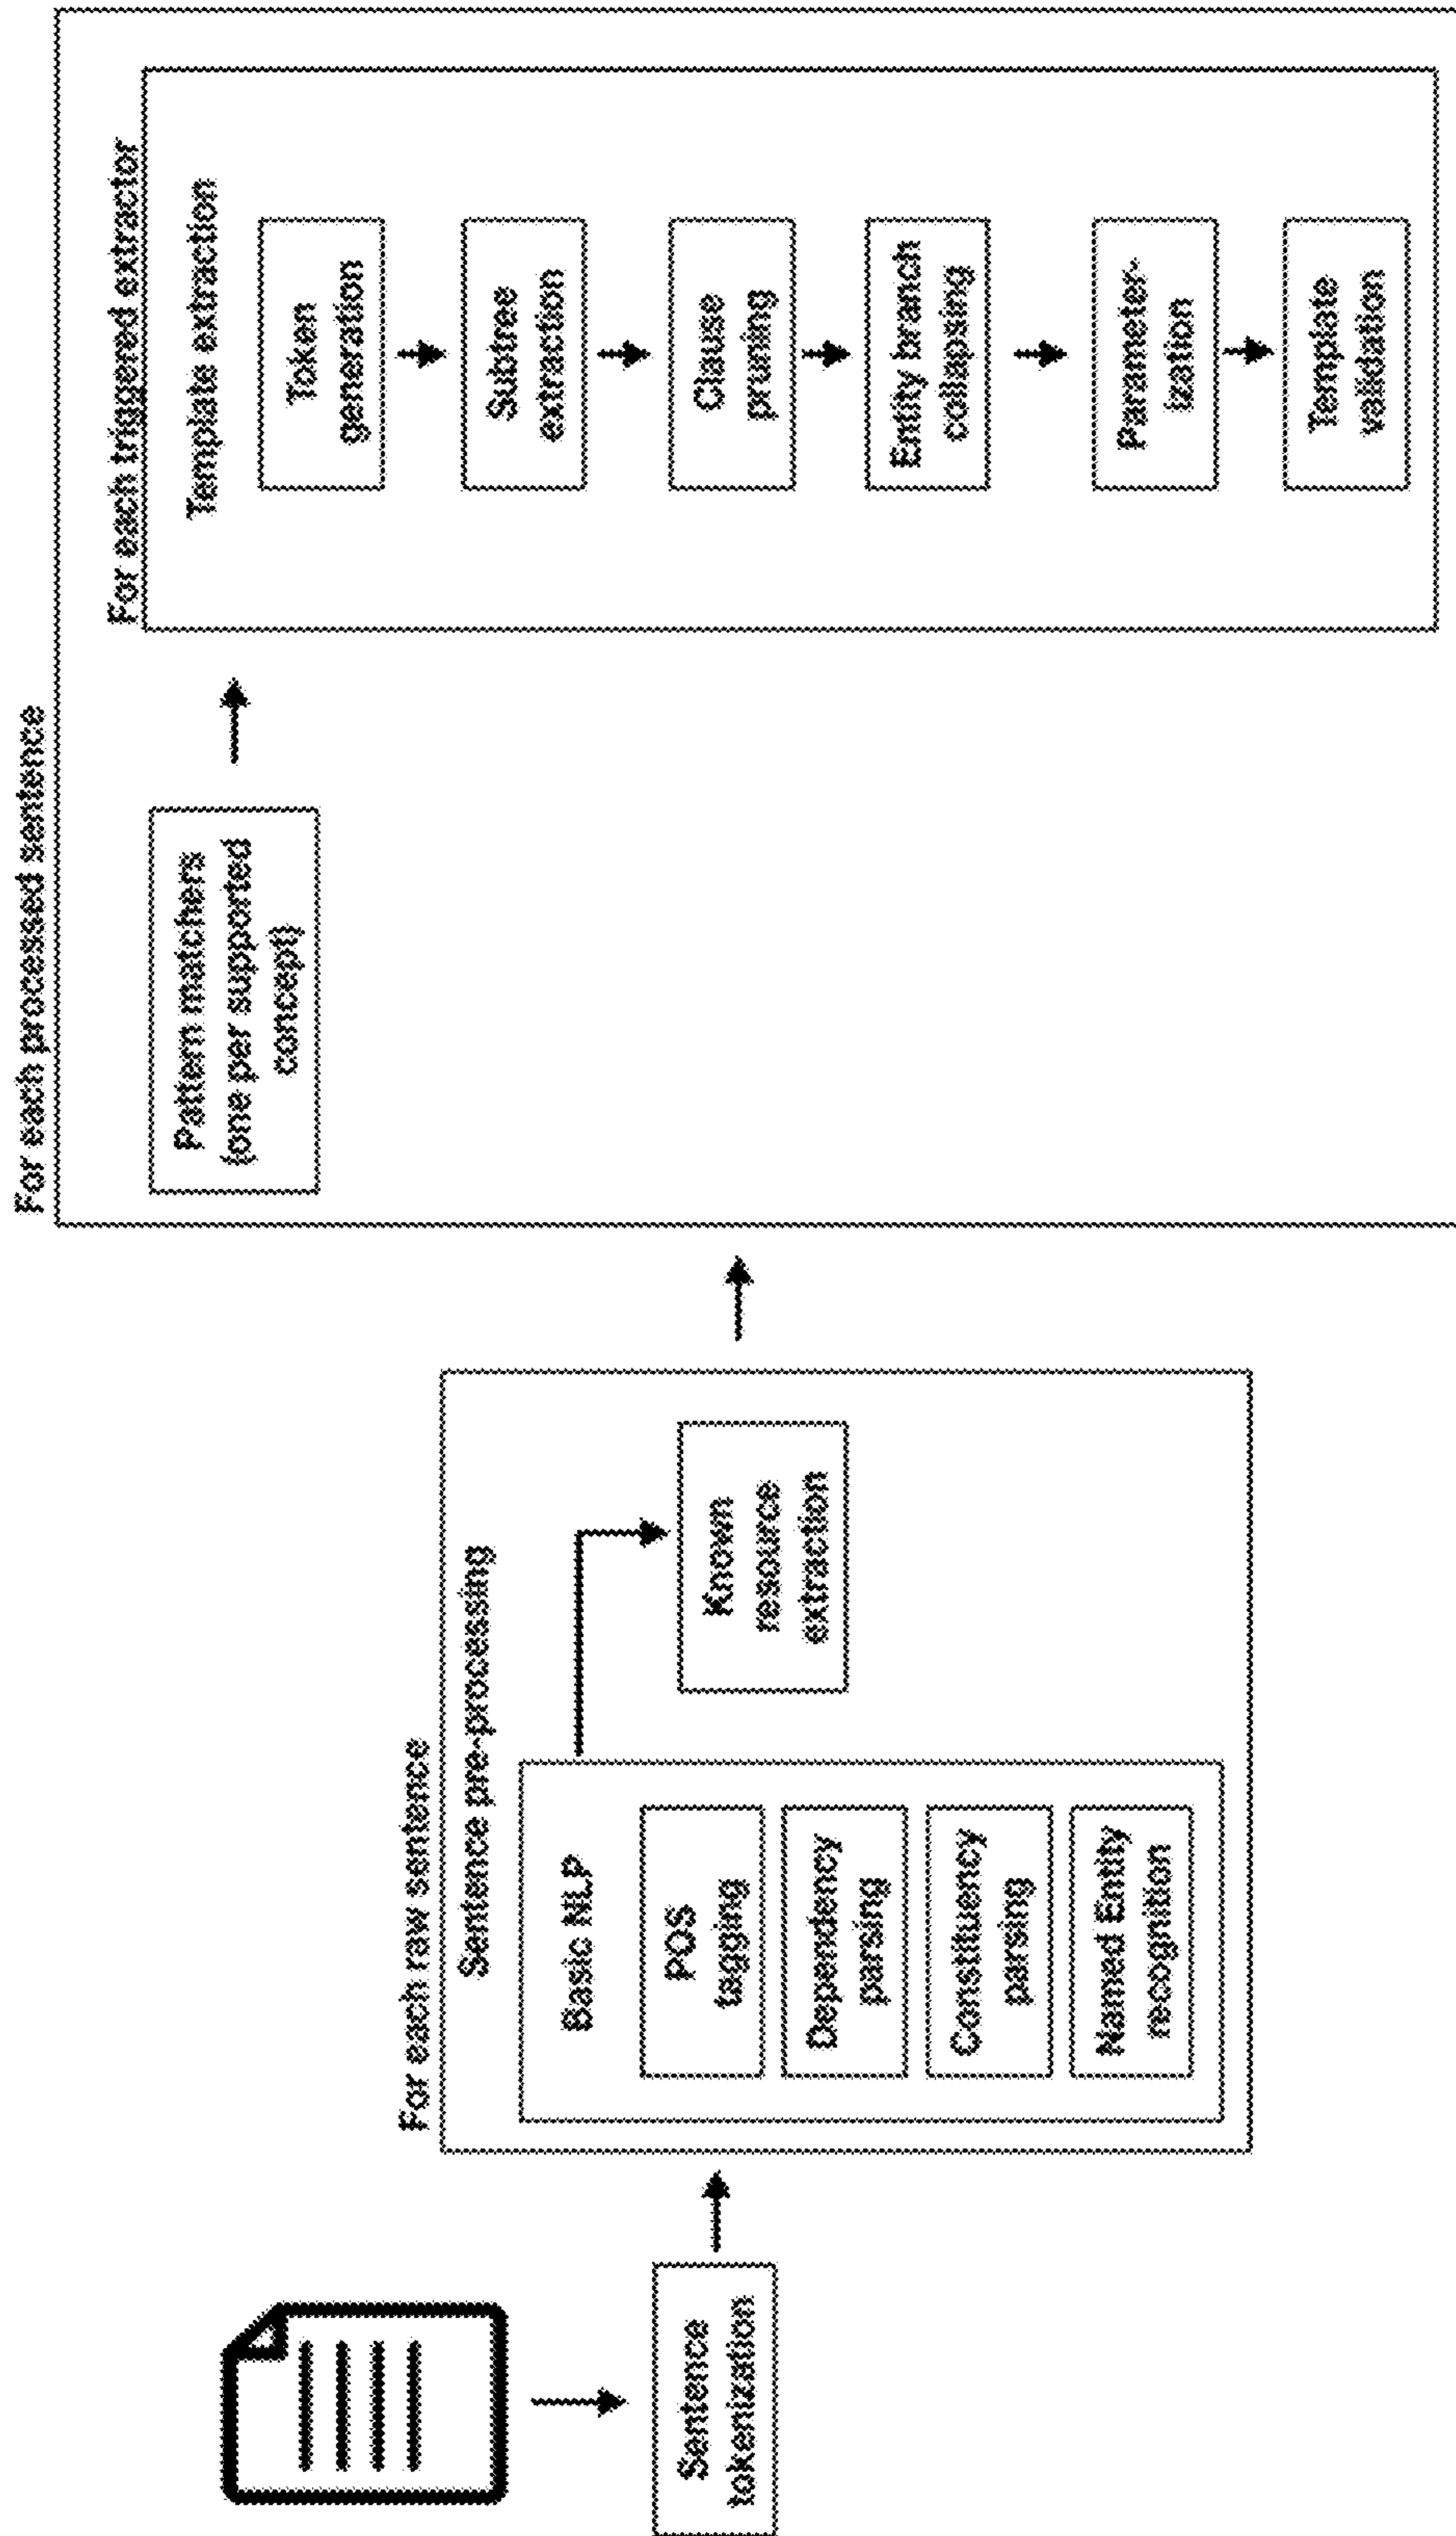 Sentence
tokenization
For each raw sentence
Sentence pre-processing
Basic NLP
POS
tagging
Dependency
parsing
Constituency
parsing
Named Entity
recognition
Known
resource
extraction
For each processed sentence
Pattern matchers
(one per supported
concept)
For each triggered extractor
Template extraction
Token
generation
Subtree
extraction
Clause
pruning
Entity branch
collapsing
Parameter-
ization
Template
validation